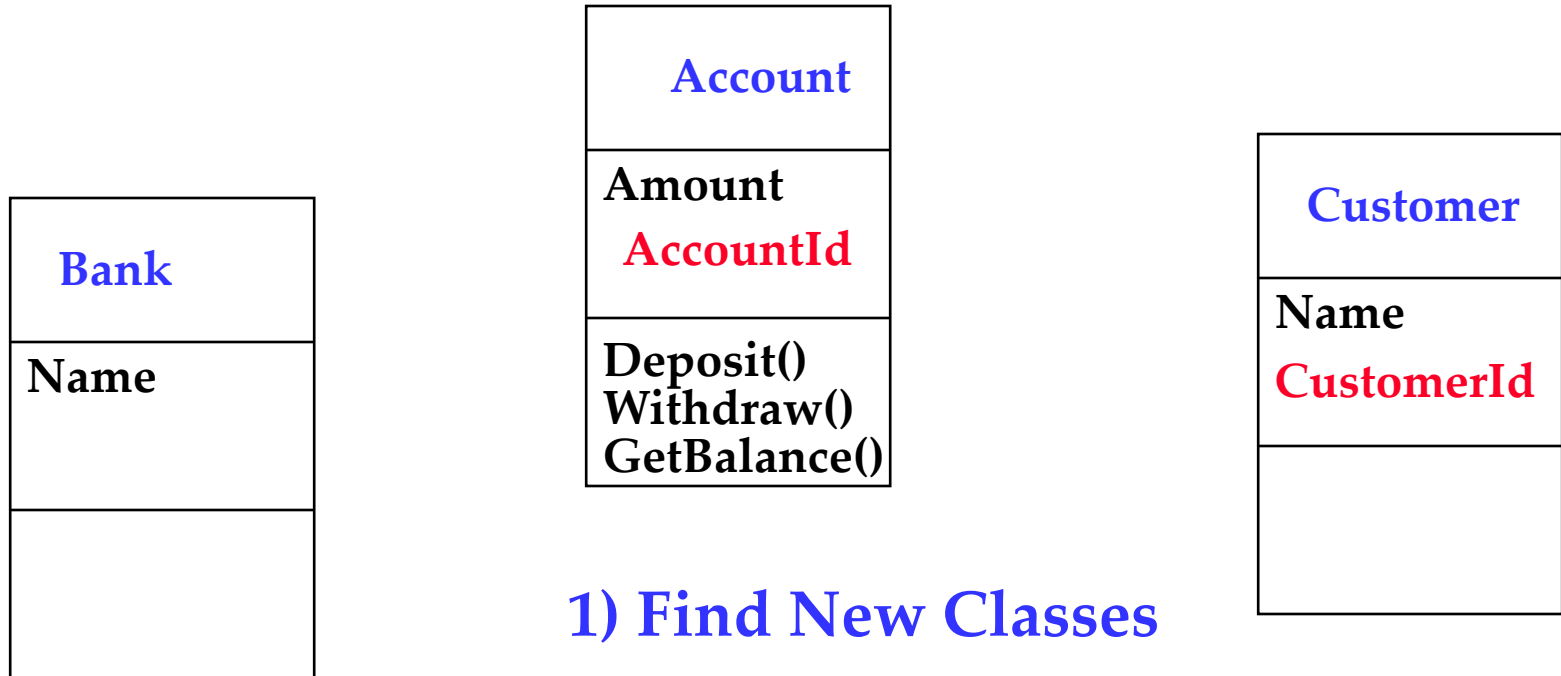 Account
Amount
AccountId
Deposit()
Withdraw()
GetBalance()
Bank
Name
Customer
Name
CustomerId
1) Find New Classes